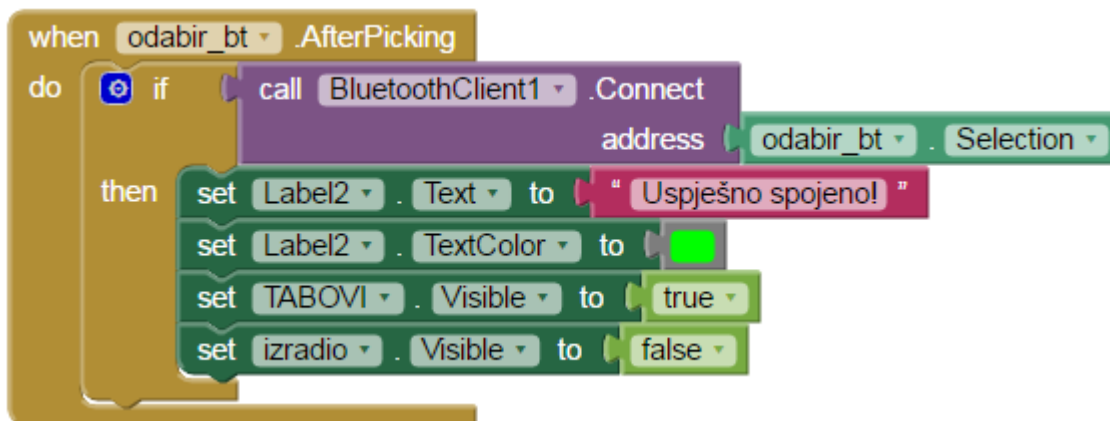 when odabir_bt .AfterPicking
do if call BluetoothClient1 .Connect
address odabir_bt . Selection
then set Label2 . Text to " Uspješno spojeno! "
set Label2 . TextColor to
set TABOVI . Visible to true
set izradio . Visible to false